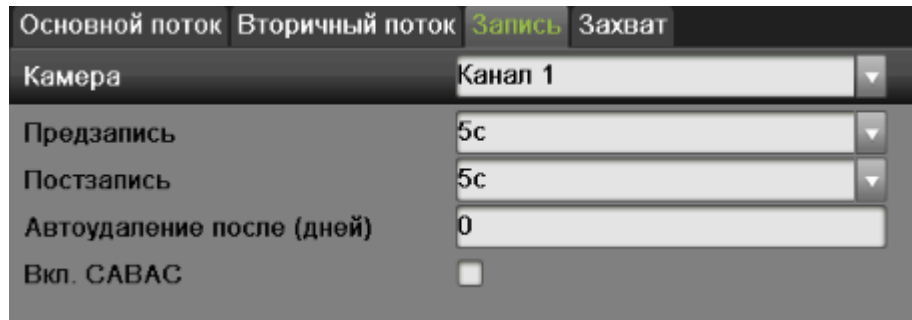 Основной поток Вторичный поток Запись Захват
Камера Канал 1
Предзапись 5с
Постзапись 5с
Автоудаление после (дней) 0
Вкл. CABAC